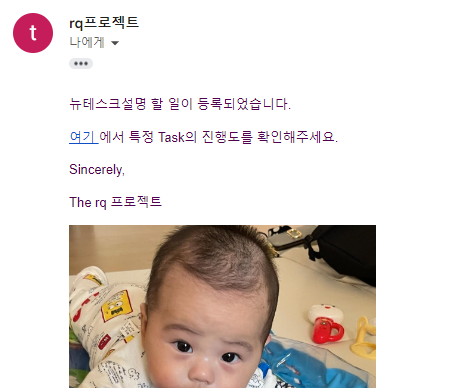 t
rq프로젝트
나에게
뉴테스크설명 할 일이 등록되었습니다.
여기 에서 특정 Task의 진행도를 확인해주세요.
Sincerely,
The rq 프로젝트